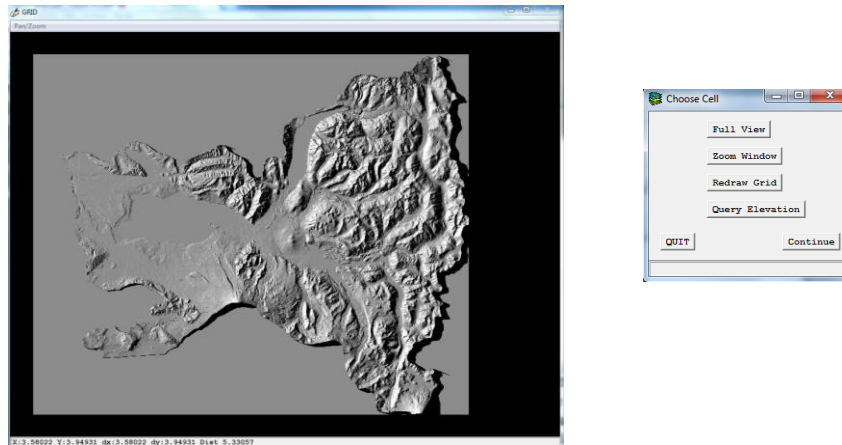 GRID
Pan/Zoom
X:3.58022 Y:3.94931 dx:3.58022 dy:3.94931 Dist 5.33057
Choose Cell
Full View
Zoom Window
Redraw Grid
Query Elevation
QUIT Continue